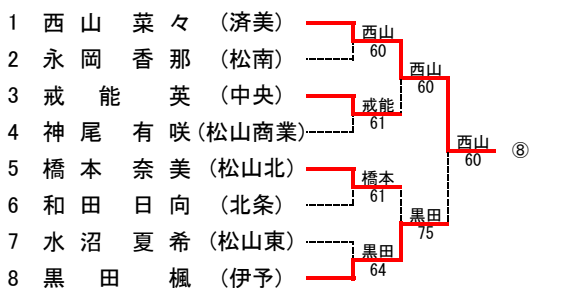 1 西山 菜々 (済美)
2 永岡 香那 (松南)
3 戒能 英 (中央)
4 神尾 有咲 (松山商業)
5 橋本 奈美 (松山北)
6 和田 日向 (北条)
7 水沼 夏希 (松山東)
8 黒田 楓 (伊予)
西山
60
戒能
61
橋本
61
黒田
64
西山
60
黒田
75
西山
60
⑧